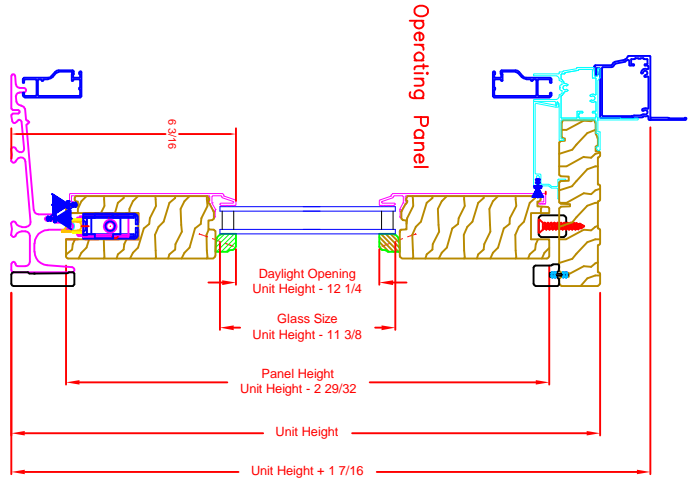 Operating Panel
6 3/16
Daylight Opening
Unit Height - 12 1/4
Glass Size
Unit Height - 11 3/8
Panel Height
Unit Height - 2 29/32
Unit Height
Unit Height + 1 7/16